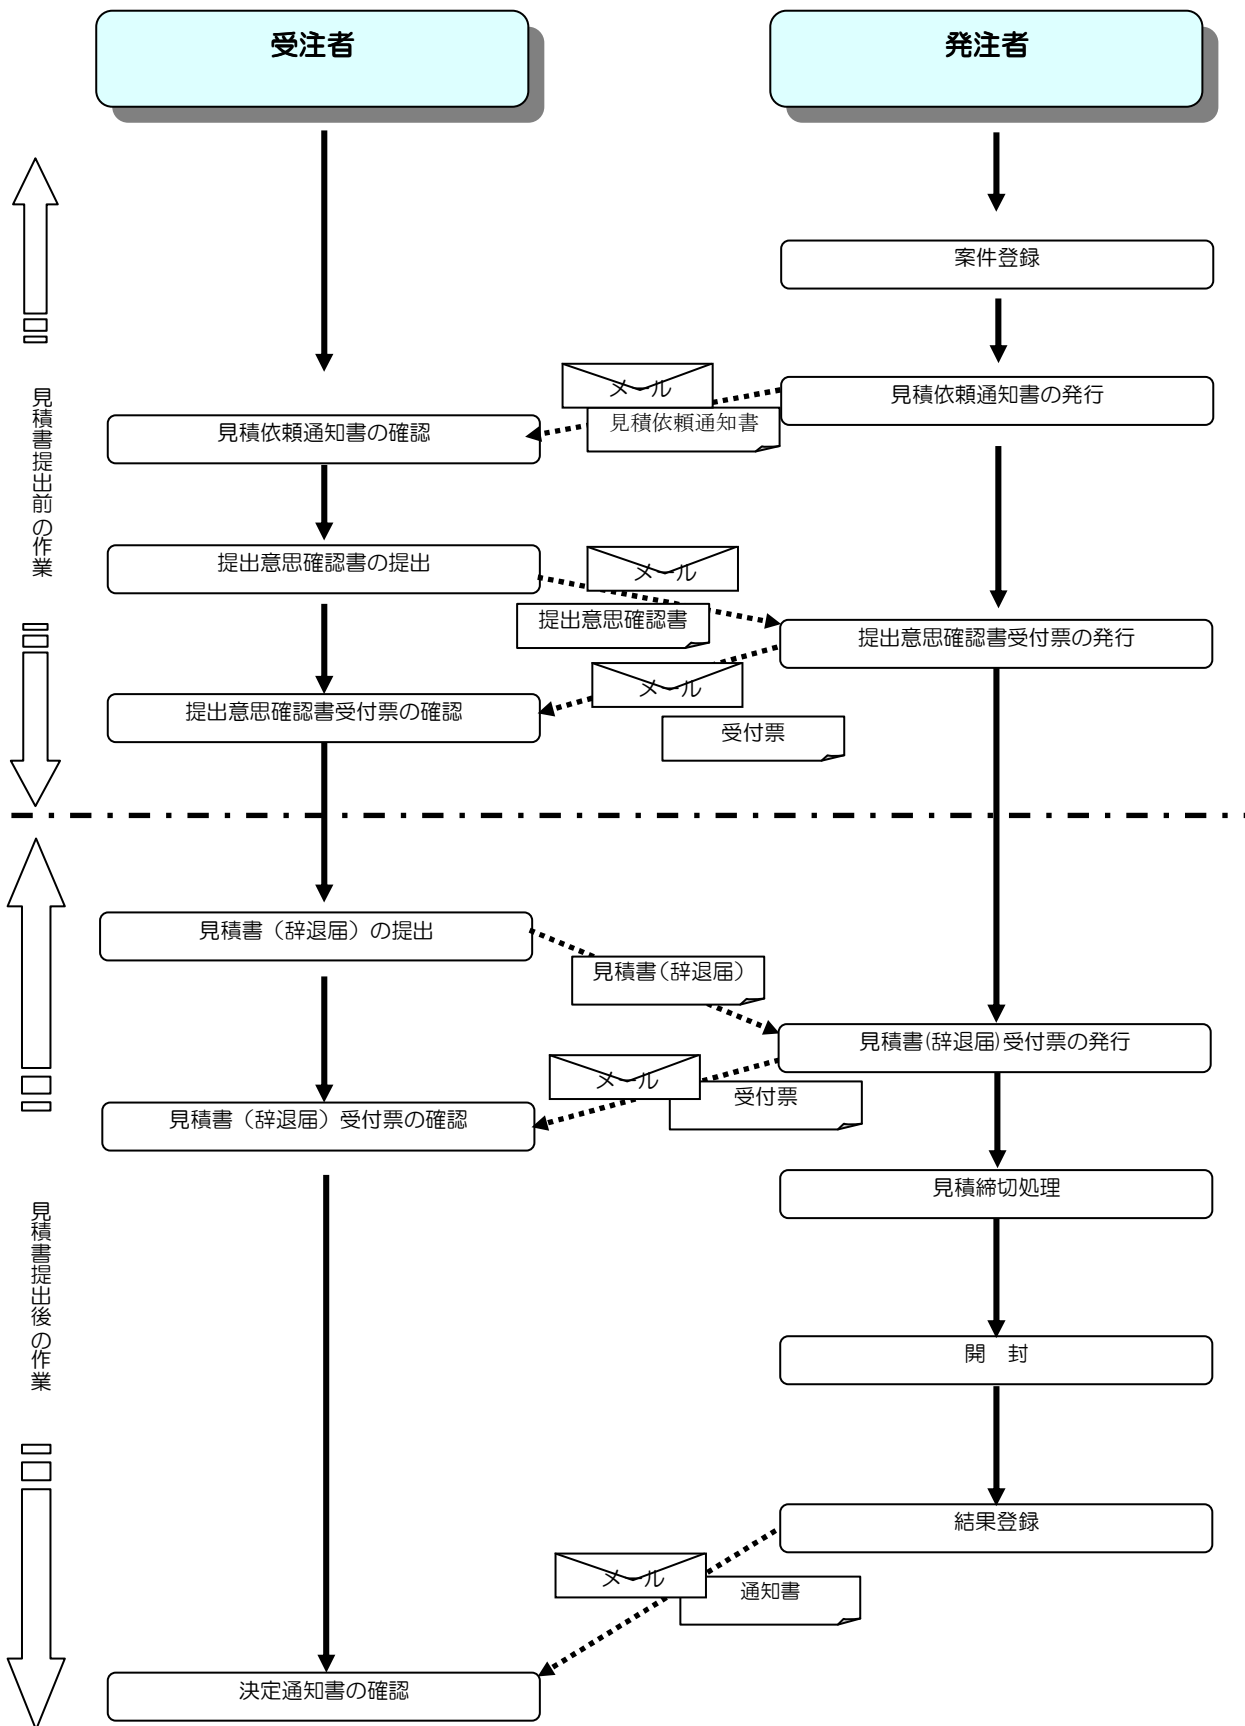 受注者
発注者
案件登録
メール
見積依頼通知書の発行
見積依頼通知書
見積依頼通知書の確認
見積書提出前の作業
提出意思確認書の提出
メール
提出意思確認書
提出意思確認書受付票の発行
メール
提出意思確認書受付票の確認
受付票
見積書（辞退届）の提出
見積書（辞退届）
見積書(辞退届)受付票の発行
メール
受付票
見積書（辞退届）受付票の確認
見積締切処理
見積書提出後の作業
開　封
結果登録
メール
通知書
決定通知書の確認